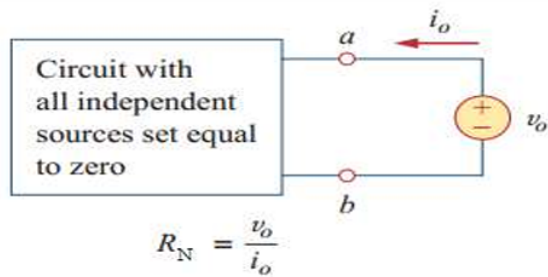 i_o
a
Circuit with
all independent
sources set equal
to zero
+
−
v_o
b
R_N = v_o / i_o